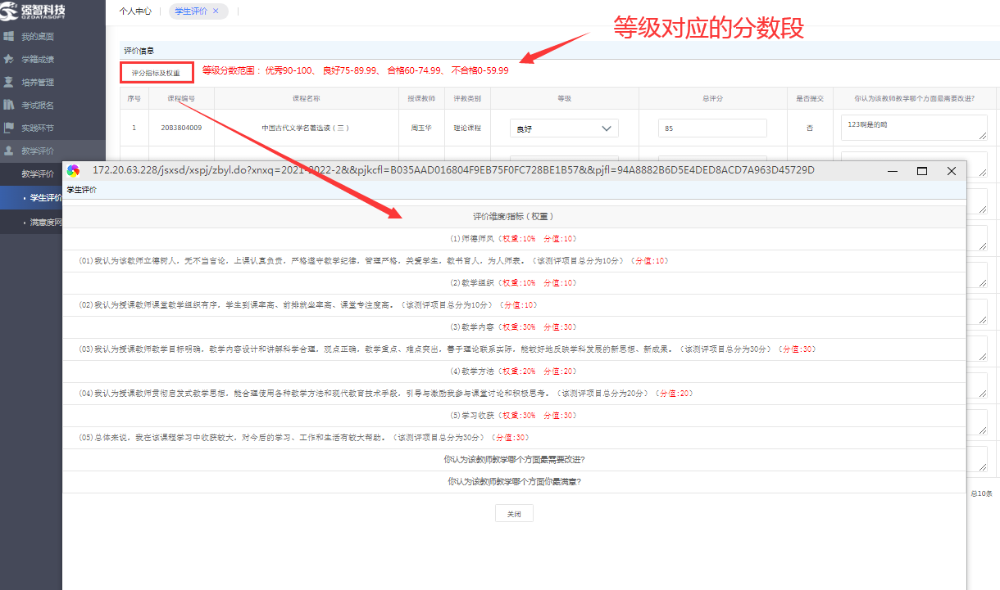 强智科技
QZDATASOFT
个人中心
学生评价 ×
等级对应的分数段
我的桌面
学籍成绩
培养管理
考试报名
实践环节
教学评价
教学评价
· 学生评价
· 满意度网
评价信息
评分指标及权重 等级分数范围：优秀90-100、 良好75-89.99、 合格60-74.99、 不合格0-59.99
序号 课程编号 课程名称 授课教师 评教类别 等级 总评分 是否提交 你认为该教师教学哪个方面最需要改进?
1 20B3804009 中国古代文学名著选读（三） 周玉华 理论课程 良好 85 否 123啊是的哟
172.20.63.228/jsxsd/xspj/zbyl.do?xnxq=2021-2022-2&&pjkcfl=B035AAD016804F9EB75F0FC728BE1B57&&pjfl=94A8882B6D5E4DED8ACD7A963D45729D
学生评价
评价维度/指标（权重）
(1)师德师风（权重:10% 分值:10）
(01)我认为该教师立德树人，无不当言论，上课认真负责，严格遵守教学纪律，管理严格，关爱学生，教书育人，为人师表。（该测评项目总分为10分）（分值:10）
(2)教学组织（权重:10% 分值:10）
(02)我认为授课教师课堂教学组织有序，学生到课率高、前排就坐率高、课堂专注度高。（该测评项目总分为10分）（分值:10）
(3)教学内容（权重:30% 分值:30）
(03)我认为授课教师教学目标明确，教学内容设计和讲解科学合理，观点正确，教学重点、难点突出，善于理论联系实际，能较好地反映学科发展的新思想、新成果。（该测评项目总分为30分）（分值:30）
(4)教学方法（权重:20% 分值:20）
(04)我认为授课教师贯彻启发式教学思想，能合理使用各种教学方法和现代教育技术手段，引导与激励我参与课堂讨论和积极思考。（该测评项目总分为20分）（分值:20）
(5)学习收获（权重:30% 分值:30）
(05)总体来说，我在该课程学习中收获较大，对今后的学习、工作和生活有较大帮助。（该测评项目总分为30分）（分值:30）
你认为该教师教学哪个方面最需要改进?
你认为该教师教学哪个方面你最满意?
总10条
关闭